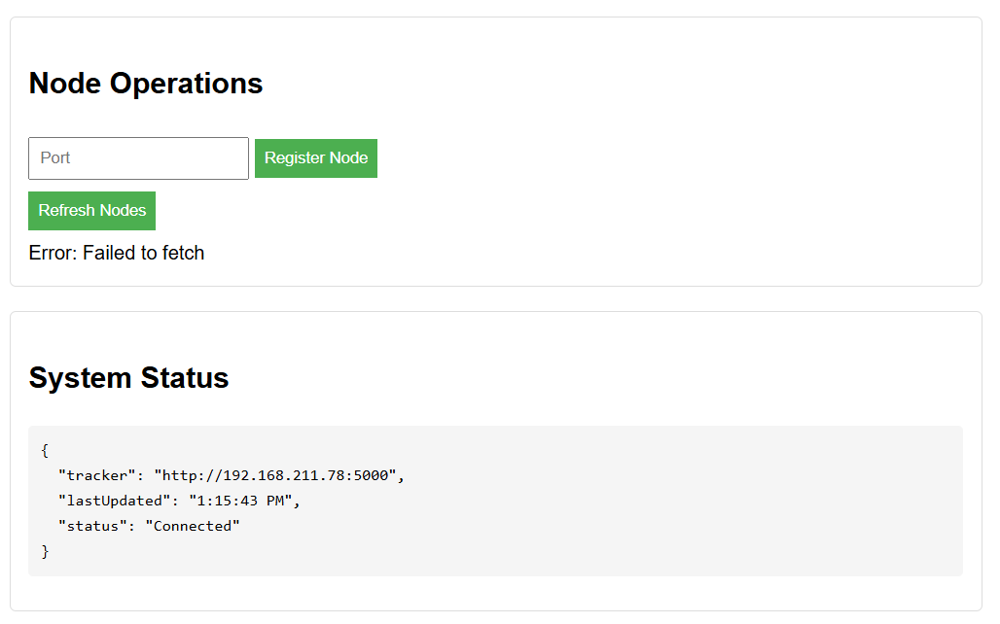 Node Operations
Port Register Node
Refresh Nodes
Error: Failed to fetch
System Status
{
  "tracker": "http://192.168.211.78:5000",
  "lastUpdated": "1:15:43 PM",
  "status": "Connected"
}